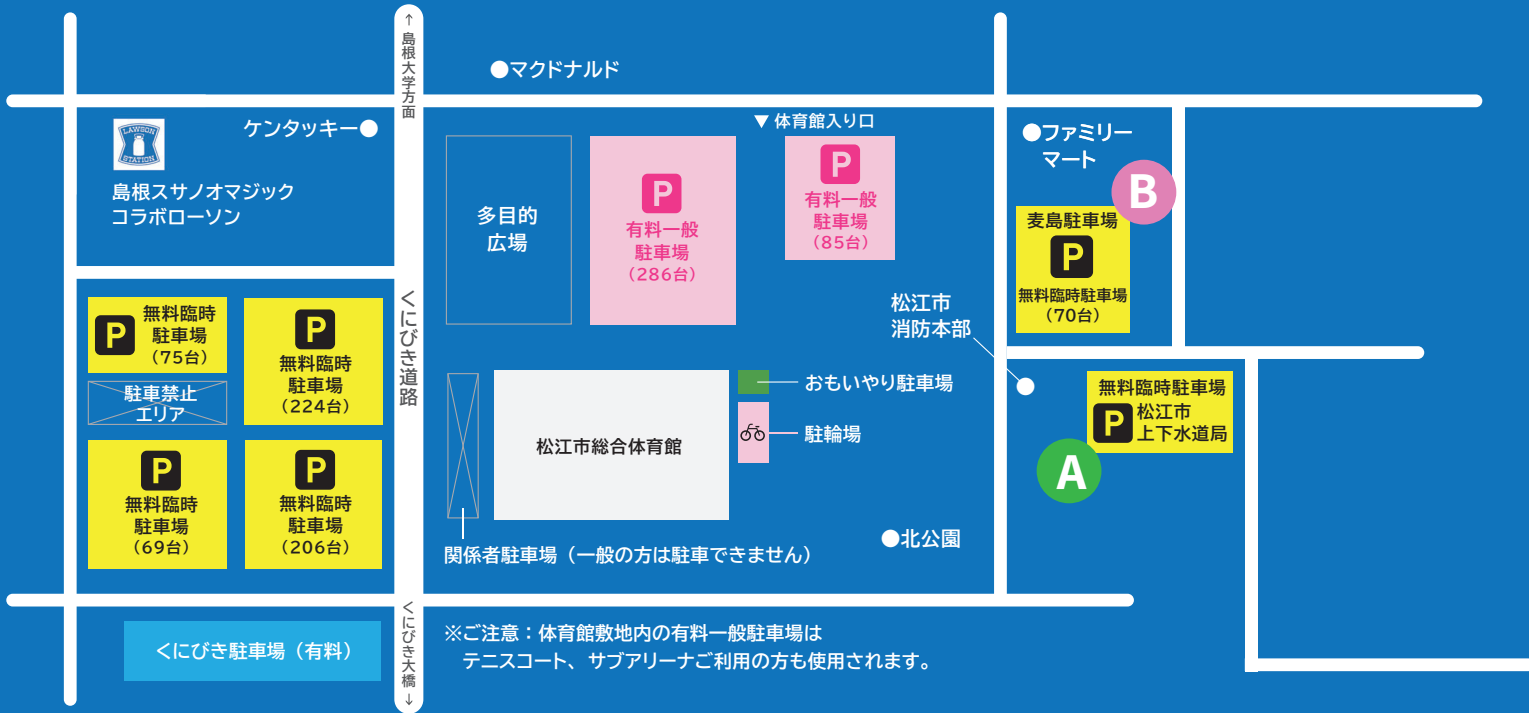 ↑島根大学方面
●マクドナルド
LAWSON
STATION
ケンタッキー●
島根スサノオマジック
コラボローソン
▼ 体育館入り口
多目的
広場
P
有料一般
駐車場
(286台)
P
有料一般
駐車場
(85台)
●ファミリー
マート
B
麦島駐車場
P
無料臨時駐車場
(70台)
松江市
消防本部
くにびき道路
P
無料臨時
駐車場
(75台)
P
無料臨時
駐車場
(224台)
駐車禁止
エリア
P
無料臨時
駐車場
(69台)
P
無料臨時
駐車場
(206台)
松江市総合体育館
おもいやり駐車場
駐輪場
無料臨時駐車場
P
松江市
上下水道局
A
●北公園
関係者駐車場（一般の方は駐車できません）
くにびき大橋↓
くにびき駐車場（有料）
※ご注意：体育館敷地内の有料一般駐車場は
テニスコート、サブアリーナご利用の方も使用されます。